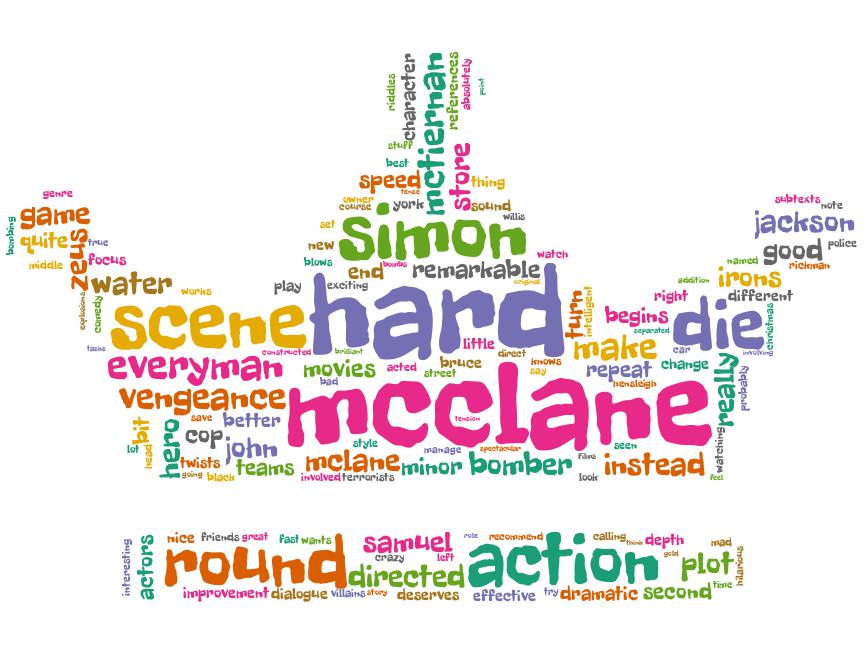 riddles
character
mctiernan
references
absolutely
point
stuff
best
speed
tense
store
thing
owner
course
york
sound
willis
set
simon
new
blows
end
bombs
remarkable
watch
original
genre
game
bombing
quite
zeus
true
middle
focus
water
works
explosions
comedy
play
exciting
subtexts
note
jackson
police
good
rickman
named
irons
addition
different
right
scene
hard
turn
intelligent
begins
separated
die
christmas
involving
tasks
constructed
brilliant
little
direct
make
car
everyman
movies
acted
bruce
knows
say
repeat
change
street
bad
hensleigh
really
probably
vengeance
mcclane
tension
save
better
bit
hero
cop
john
lot
head
style
twists
going
black
teams
mclane
involved
terrorists
manage
spectacular
minor
bomber
films
look
seen
instead
watching
feel
interesting
actors
nice
friends
great
fast
wants
samuel
crazy
left
role
recommend
calling
think
depth
mad
gold
round
directed
action
plot
time
hilarious
improvement
dialogue
villains
story
deserves
effective
try
dramatic
second